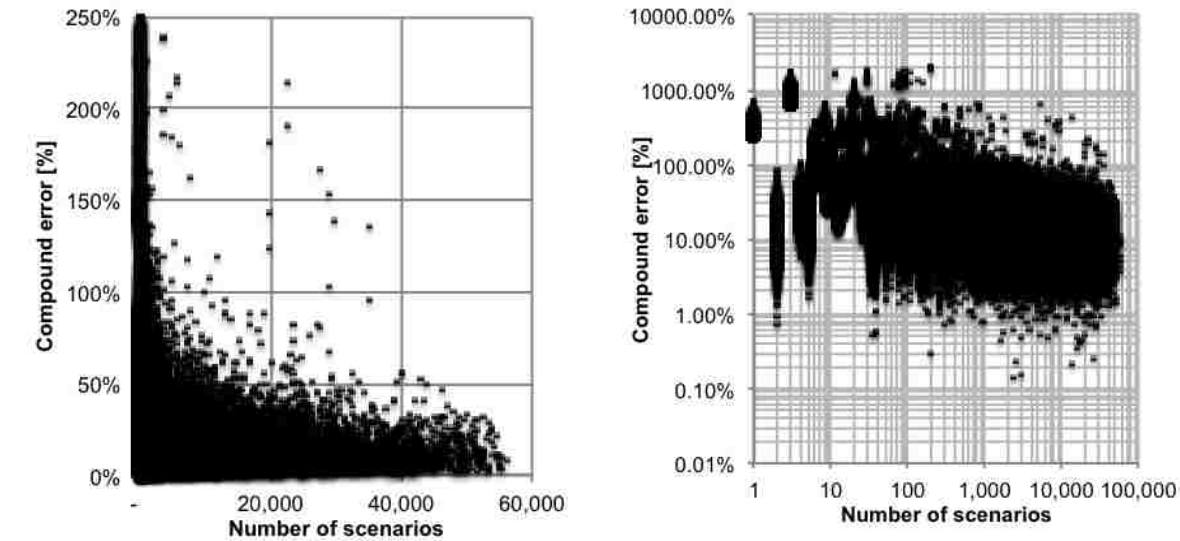 250%
200%
150%
100%
50%
0%
Compound error [%]
- 20,000 40,000 60,000
Number of scenarios
10000.00%
1000.00%
100.00%
10.00%
1.00%
0.10%
0.01%
Compound error [%]
1 10 100 1,000 10,000 100,000
Number of scenarios